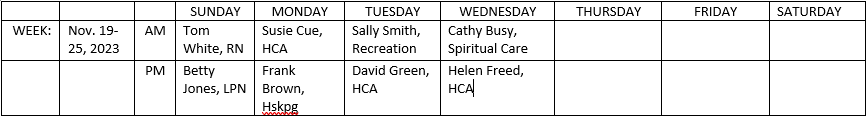 SUNDAY MONDAY TUESDAY WEDNESDAY THURSDAY FRIDAY SATURDAY
WEEK: Nov. 19- AM Tom Susie Cue, Sally Smith, Cathy Busy,
25, 2023 White, RN HCA Recreation Spiritual Care
PM Betty Frank David Green, Helen Freed,
Jones, LPN Brown, HCA HCA
Hskpg